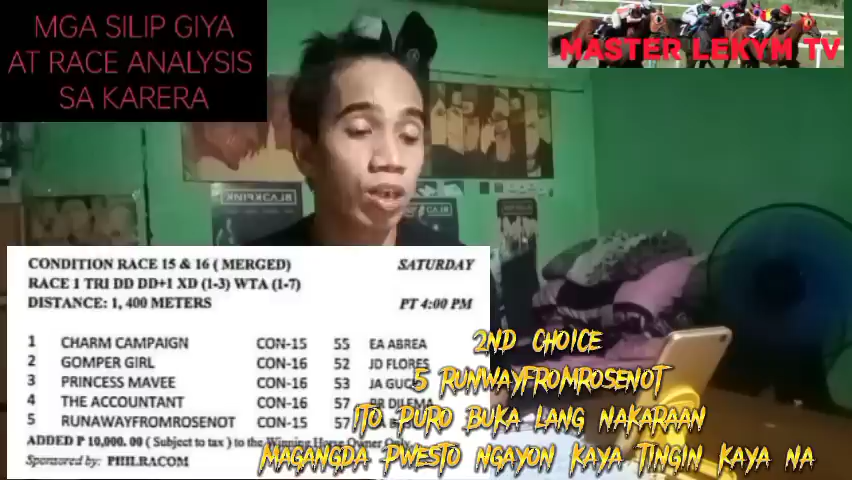 MGA SILIP GIYA
AT RACE ANALYSIS
SA KARERA
MASTER LEKYM TV
BLACKPINK
CONDITION RACE 15 & 16 ( MERGED) SATURDAY
RACE 1 TRI DD DD+1 XD (1-3) WTA (1-7)
DISTANCE: 1, 400 METERS PT 4:00 PM
1 CHARM CAMPAIGN CON-15 55 EA ABREA
2 GOMPER GIRL CON-16 52 JD FLORES
3 PRINCESS MAVEE CON-16 53 JA
4 THE ACCOUNTANT CON-16 57 DILEMA
5 RUNAWAYFROMROSENOT CON-15 57
ADDED P 10,000. 00 ( Subject to tax ) to the Winning Horse Owner Only.
Sponsored by: PHILRACOM
2ND CHOICE
5 RUNWAYFROMROSENOT
ITO PURO BUKA LANG NAKARAAN
MAGANGDA PWESTO NGAYON KAYA TINGIN KAYA NA